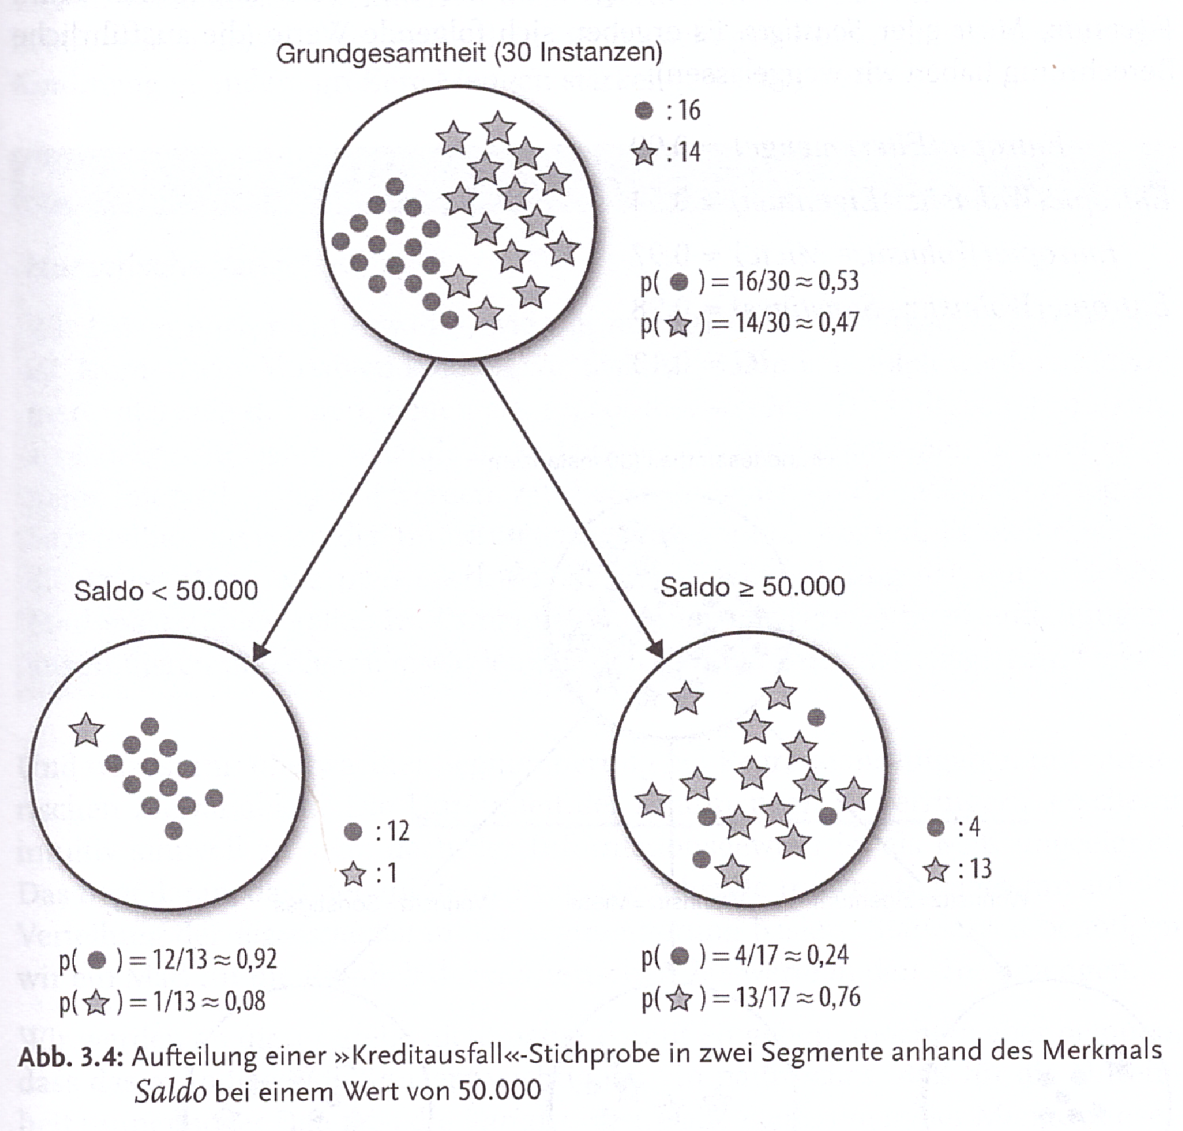 Grundgesamtheit (30 Instanzen)
: 16
: 14
p( ) = 16/30 ≈ 0,53
p( ) = 14/30 ≈ 0,47
Saldo < 50.000
Saldo ≥ 50.000
: 12
: 1
: 4
: 13
p( ) = 12/13 ≈ 0,92
p( ) = 1/13 ≈ 0,08
p( ) = 4/17 ≈ 0,24
p( ) = 13/17 ≈ 0,76
Abb. 3.4: Aufteilung einer »Kreditausfall«-Stichprobe in zwei Segmente anhand des Merkmals
Saldo bei einem Wert von 50.000